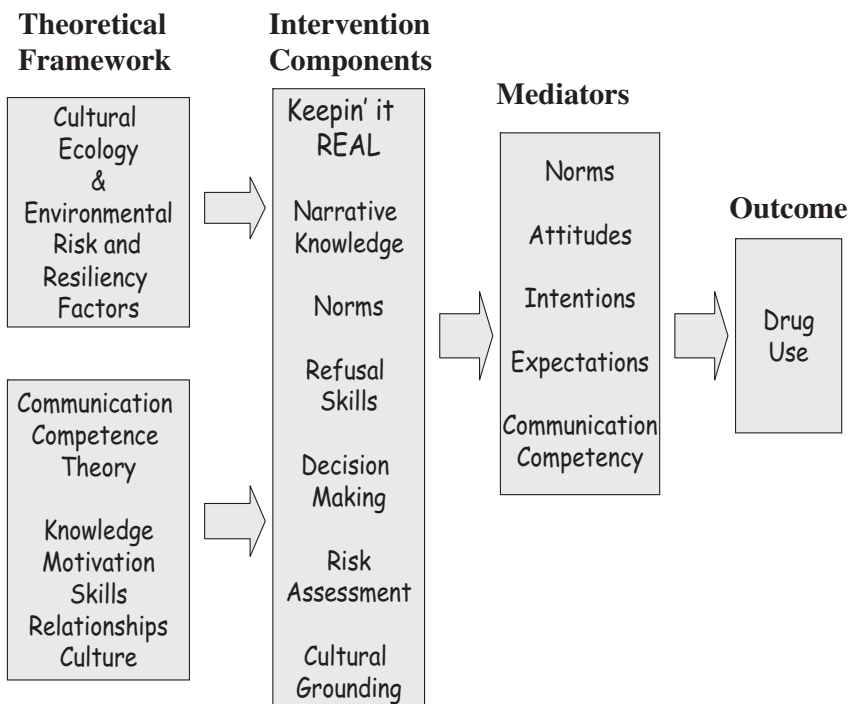 Theoretical
Framework
Cultural
Ecology
&
Environmental
Risk and
Resiliency
Factors
Communication
Competence
Theory
Knowledge
Motivation
Skills
Relationships
Culture
Intervention
Components
Keepin' it
REAL
Narrative
Knowledge
Norms
Refusal
Skills
Decision
Making
Risk
Assessment
Cultural
Grounding
Mediators
Norms
Attitudes
Intentions
Expectations
Communication
Competency
Outcome
Drug
Use